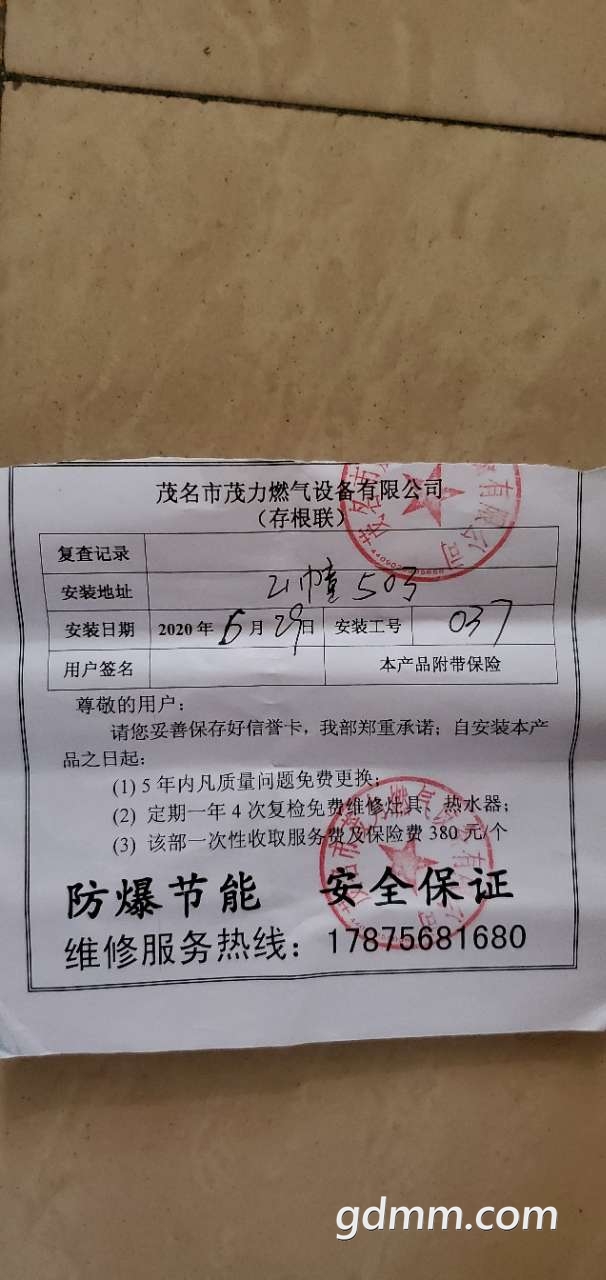 茂名市茂力燃气设备有限公司
（存根联）
复查记录
安装地址 21幢503
安装日期 2020年 6月29日 安装工号 037
用户签名 本产品附带保险
尊敬的用户：
请您妥善保存好信誉卡，我部郑重承诺；自安装本产
品之日起：
(1) 5年内凡质量问题免费更换；
(2) 定期一年4次复检免费维修灶具、热水器；
(3) 该部一次性收取服务费及保险费380元/个
防爆节能 安全保证
维修服务热线：17875681680
gdmm.com